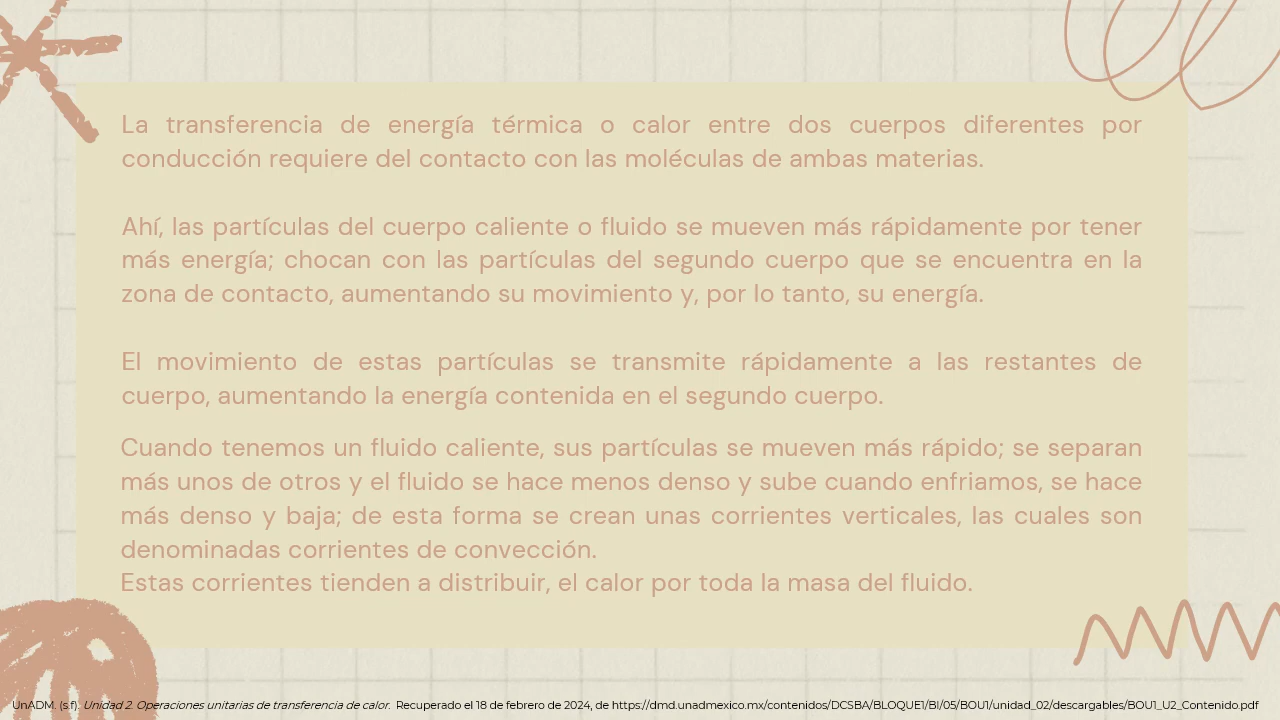 La transferencia de energía térmica o calor entre dos cuerpos diferentes por
conducción requiere del contacto con las moléculas de ambas materias.
Ahí, las partículas del cuerpo caliente o fluido se mueven más rápidamente por tener
más energía; chocan con las partículas del segundo cuerpo que se encuentra en la
zona de contacto, aumentando su movimiento y, por lo tanto, su energía.
El movimiento de estas partículas se transmite rápidamente a las restantes de
cuerpo, aumentando la energía contenida en el segundo cuerpo.
Cuando tenemos un fluido caliente, sus partículas se mueven más rápido; se separan
más unos de otros y el fluido se hace menos denso y sube cuando enfriamos, se hace
más denso y baja; de esta forma se crean unas corrientes verticales, las cuales son
denominadas corrientes de convección.
Estas corrientes tienden a distribuir, el calor por toda la masa del fluido.
UnADM. (s.f). Unidad 2. Operaciones unitarias de transferencia de calor. Recuperado el 18 de febrero de 2024, de https://dmd.unadmexico.mx/contenidos/DCSBA/BLOQUE1/BI/05/BOU1/unidad_02/descargables/BOU1_U2_Contenido.pdf